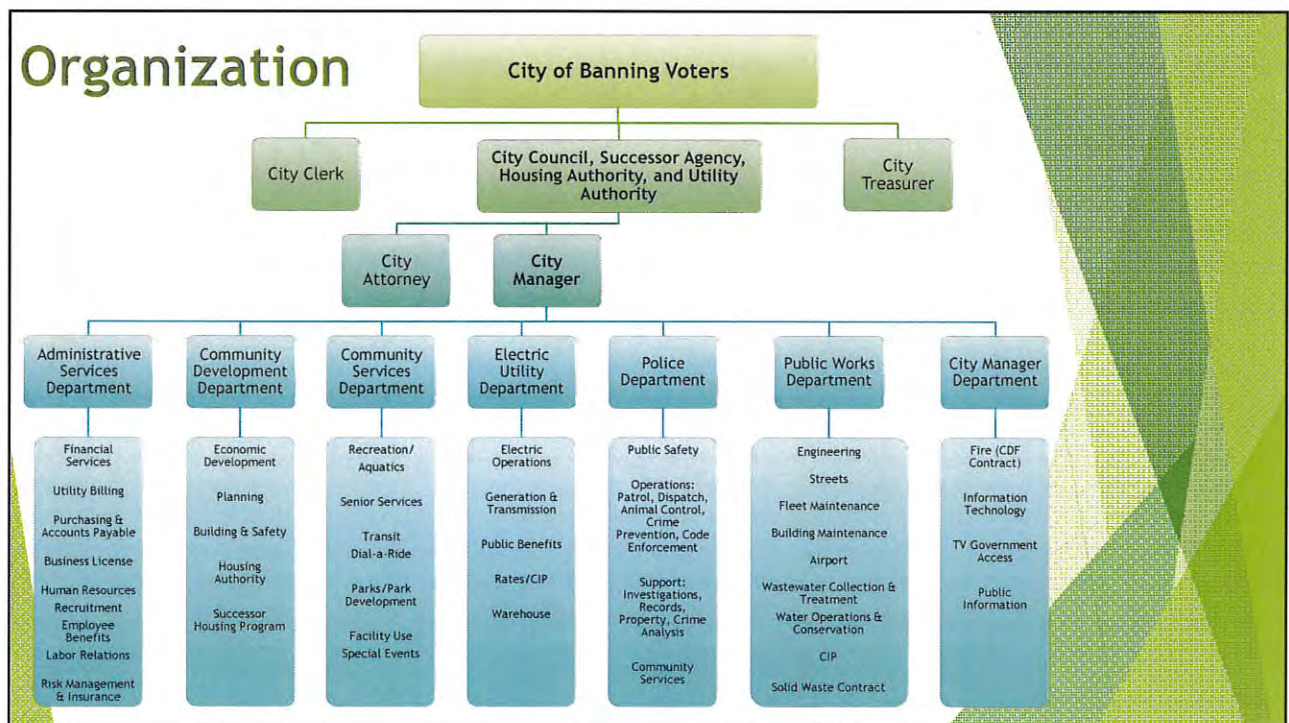 Organization
City of Banning Voters
City Clerk
City Council, Successor Agency,
Housing Authority, and Utility
Authority
City
Treasurer
City
Attorney
City
Manager
Administrative
Services
Department
Community
Development
Department
Community
Services
Department
Electric
Utility
Department
Police
Department
Public Works
Department
City Manager
Department
Financial
Services
Utility Billing
Purchasing &
Accounts Payable
Business License
Human Resources
Recruitment
Employee
Benefits
Labor Relations
Risk Management
& Insurance
Economic
Development
Planning
Building & Safety
Housing
Authority
Successor
Housing Program
Recreation/
Aquatics
Senior Services
Transit
Dial-a-Ride
Parks/Park
Development
Facility Use
Special Events
Electric
Operations
Generation &
Transmission
Public Benefits
Rates/CIP
Warehouse
Public Safety
Operations:
Patrol, Dispatch,
Animal Control,
Crime
Prevention, Code
Enforcement
Support:
Investigations,
Records,
Property, Crime
Analysis
Community
Services
Engineering
Streets
Fleet Maintenance
Building Maintenance
Airport
Wastewater Collection &
Treatment
Water Operations &
Conservation
CIP
Solid Waste Contract
Fire (CDF
Contract)
Information
Technology
TV Government
Access
Public
Information